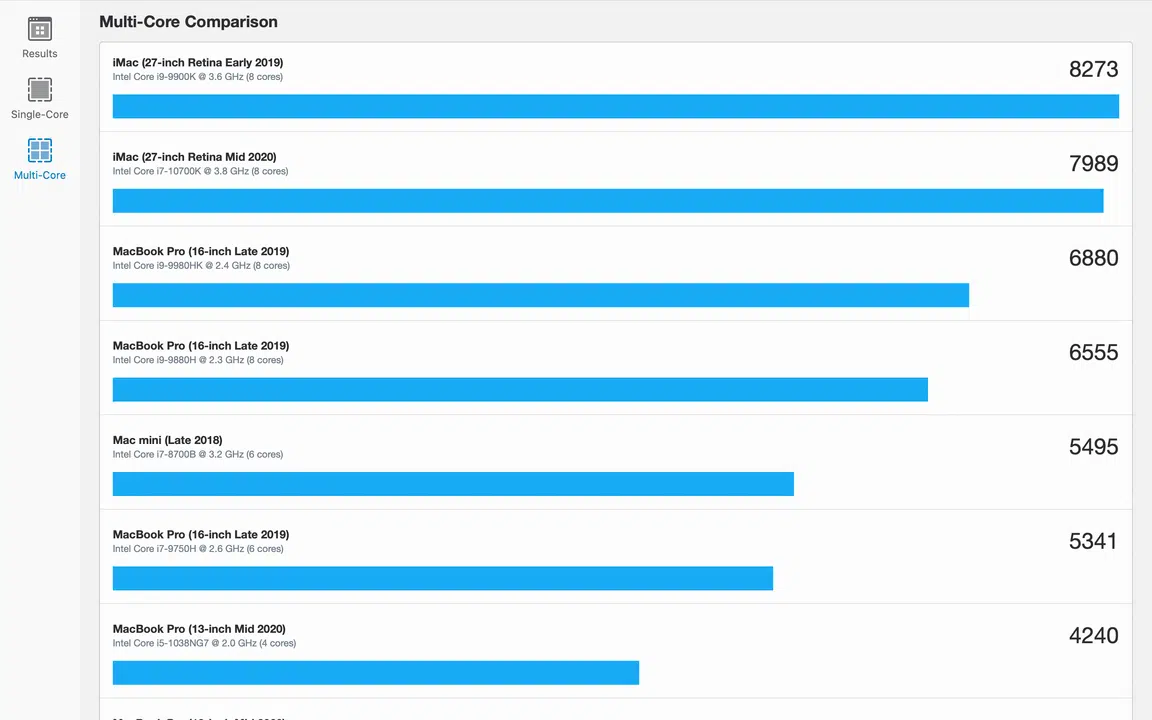 Multi-Core Comparison
Results
Single-Core
Multi-Core
iMac (27-inch Retina Early 2019)
Intel Core i9-9900K @ 3.6 GHz (8 cores)
8273
iMac (27-inch Retina Mid 2020)
Intel Core i7-10700K @ 3.8 GHz (8 cores)
7989
MacBook Pro (16-inch Late 2019)
Intel Core i9-9980HK @ 2.4 GHz (8 cores)
6880
MacBook Pro (16-inch Late 2019)
Intel Core i9-9880H @ 2.3 GHz (8 cores)
6555
Mac mini (Late 2018)
Intel Core i7-8700B @ 3.2 GHz (6 cores)
5495
MacBook Pro (16-inch Late 2019)
Intel Core i7-9750H @ 2.6 GHz (6 cores)
5341
MacBook Pro (13-inch Mid 2020)
Intel Core i5-1038NG7 @ 2.0 GHz (4 cores)
4240